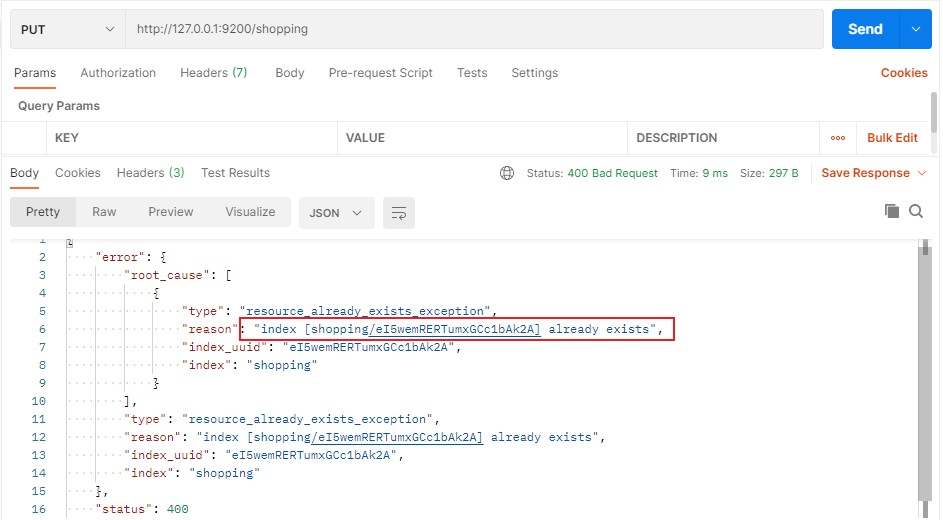 PUT http://127.0.0.1:9200/shopping Send
Params Authorization Headers (7) Body Pre-request Script Tests Settings Cookies
Query Params
KEY VALUE DESCRIPTION ooo Bulk Edit
Body Cookies Headers (3) Test Results Status: 400 Bad Request Time: 9 ms Size: 297 B Save Response
Pretty Raw Preview Visualize JSON
1 {
2 "error": {
3 "root_cause": [
4 {
5 "type": "resource_already_exists_exception",
6 "reason": "index [shopping/eI5wemRERTumxGCc1bAk2A] already exists",
7 "index_uuid": "eI5wemRERTumxGCc1bAk2A",
8 "index": "shopping"
9 }
10 ],
11 "type": "resource_already_exists_exception",
12 "reason": "index [shopping/eI5wemRERTumxGCc1bAk2A] already exists",
13 "index_uuid": "eI5wemRERTumxGCc1bAk2A",
14 "index": "shopping"
15 },
16 "status": 400